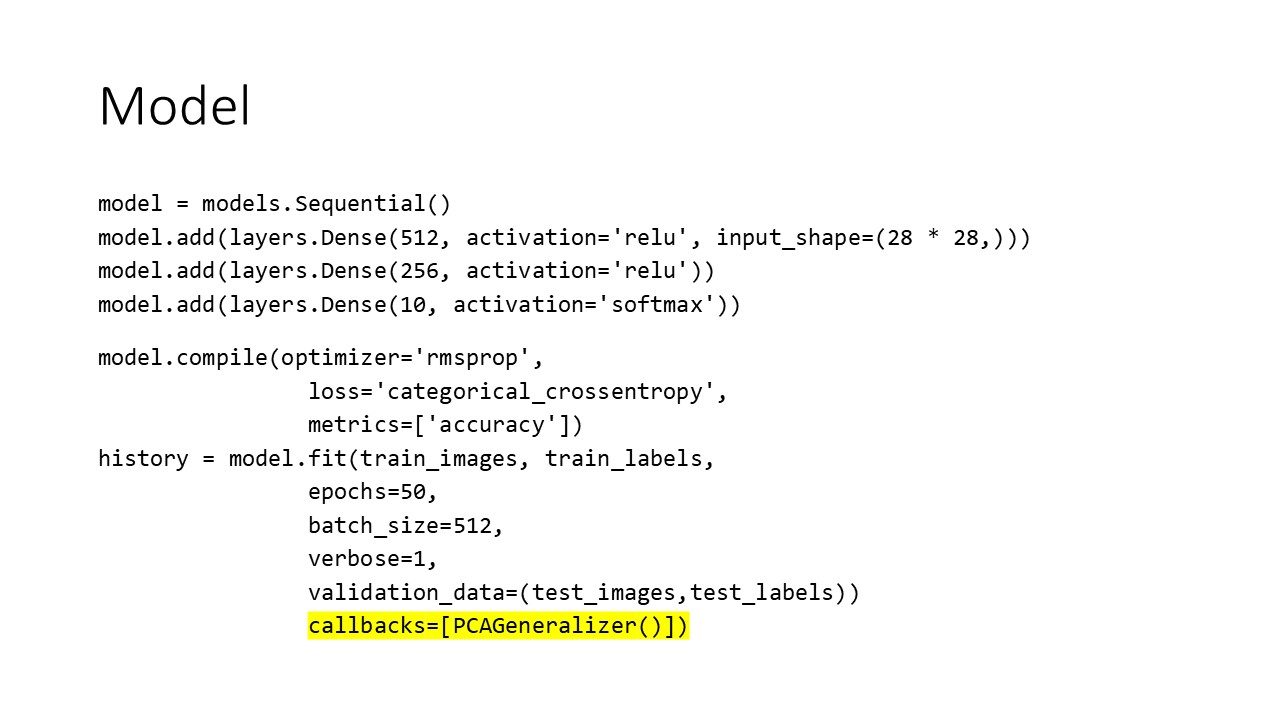 Model
model = models.Sequential()
model.add(layers.Dense(512, activation='relu', input_shape=(28 * 28,)))
model.add(layers.Dense(256, activation='relu'))
model.add(layers.Dense(10, activation='softmax'))
model.compile(optimizer='rmsprop',
loss='categorical_crossentropy',
metrics=['accuracy'])
history = model.fit(train_images, train_labels,
epochs=50,
batch_size=512,
verbose=1,
validation_data=(test_images,test_labels))
callbacks=[PCAGeneralizer()])